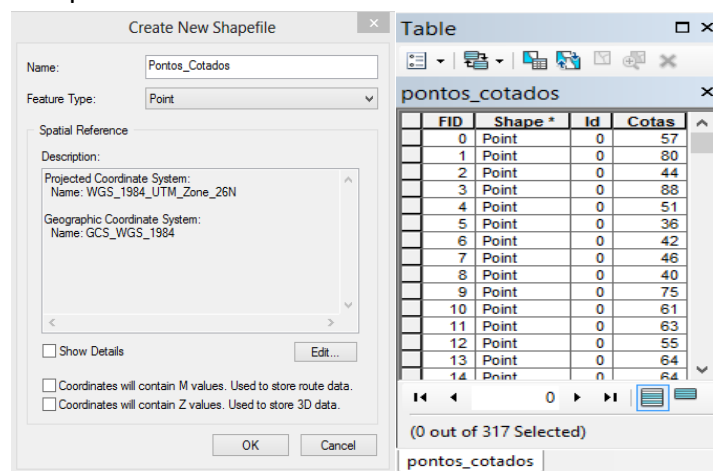 Create New Shapefile
Name: Pontos_Cotados
Feature Type: Point
Spatial Reference
Description:
Projected Coordinate System:
Name: WGS_1984_UTM_Zone_26N
Geographic Coordinate System:
Name: GCS_WGS_1984
Show Details
Edit...
Coordinates will contain M values. Used to store route data.
Coordinates will contain Z values. Used to store 3D data.
OK Cancel
Table
pontos_cotados
FID Shape * Id Cotas
0 Point 0 57
1 Point 0 80
2 Point 0 44
3 Point 0 88
4 Point 0 51
5 Point 0 36
6 Point 0 42
7 Point 0 46
8 Point 0 40
9 Point 0 75
10 Point 0 61
11 Point 0 63
12 Point 0 55
13 Point 0 64
14 Point 0 64
0
(0 out of 317 Selected)
pontos_cotados